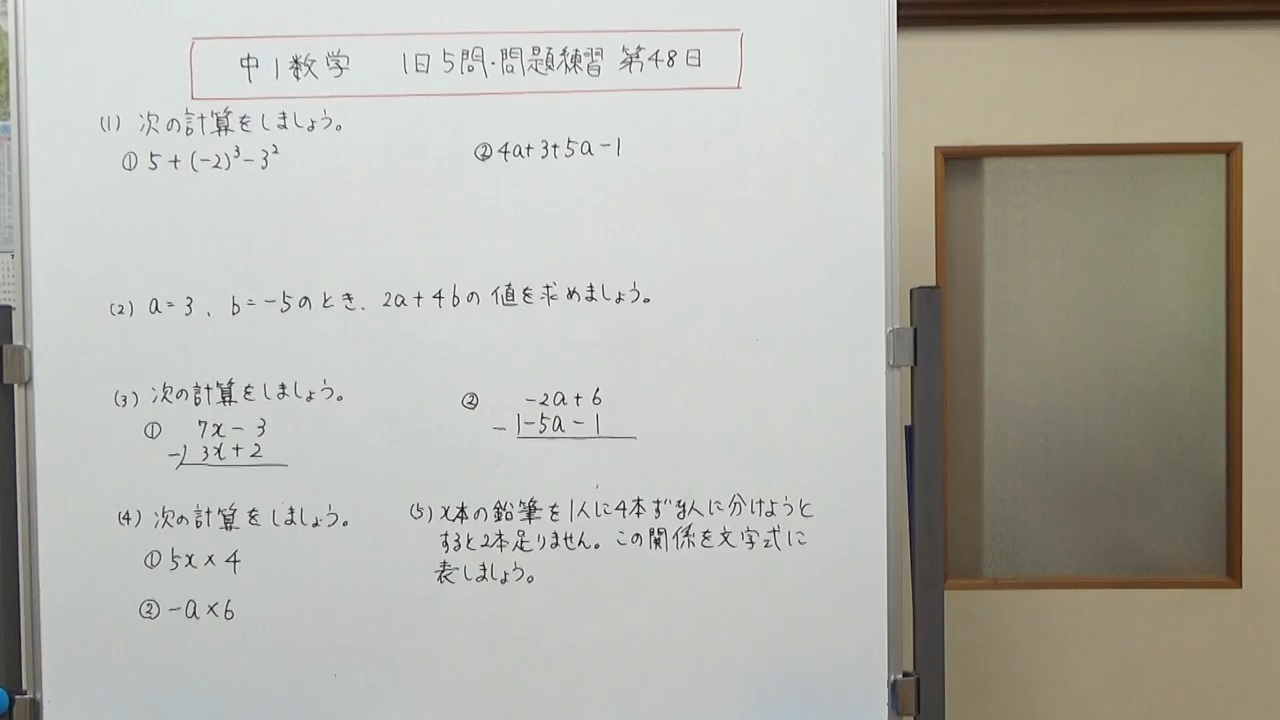 中1数学 1日5問・問題練習 第48日
(1) 次の計算をしましょう。
① 5+(-2)³-3²
② 4a+3+5a-1
(2) a=3、b=-5のとき、2a+4bの値を求めましょう。
(3) 次の計算をしましょう。
① 7x-3
-) 3x+2
② -2a+6
-) -5a-1
(4) 次の計算をしましょう。
① 5x×4
② -a×6
(5) x本の鉛筆を1人に4本ずつy人に分けようと
すると2本足りません。この関係を文字式に
表しましょう。